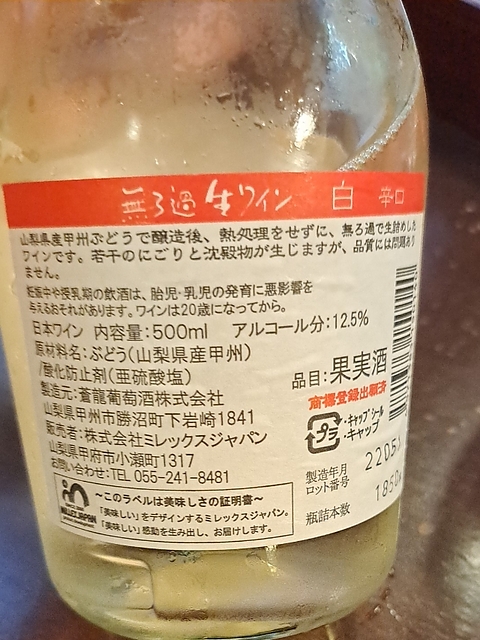 無ろ過 生ワイン 白 辛口
山梨県産甲州ぶどうで醸造後、熱処理をせずに、無ろ過で生詰めした
ワインです。若干のにごりと沈殿物が生じますが、品質には問題あり
ません。
妊娠中や授乳期の飲酒は、胎児・乳児の発育に悪影響を
与えるおそれがあります。ワインは20歳になってから。
日本ワイン 内容量:500ml アルコール分:12.5%
原材料名:ぶどう(山梨県産甲州)
/酸化防止剤(亜硫酸塩)
品目:果実酒
製造元:蒼龍葡萄酒株式会社
商標登録出願済
山梨県甲州市勝沼町下岩崎1841
プラ ・キャップシール
・キャップ
販売者:株式会社ミレックスジャパン
山梨県甲府市小瀬町1317
お問い合わせ:TEL 055-241-8481
製造年月
ロット番号 2205
瓶詰本数 1850
MILLEX JAPAN
〜このラベルは美味しさの証明書〜
「美味しい」をデザインするミレックスジャパン。
「美味しい」感動を生み出し、お届けします。